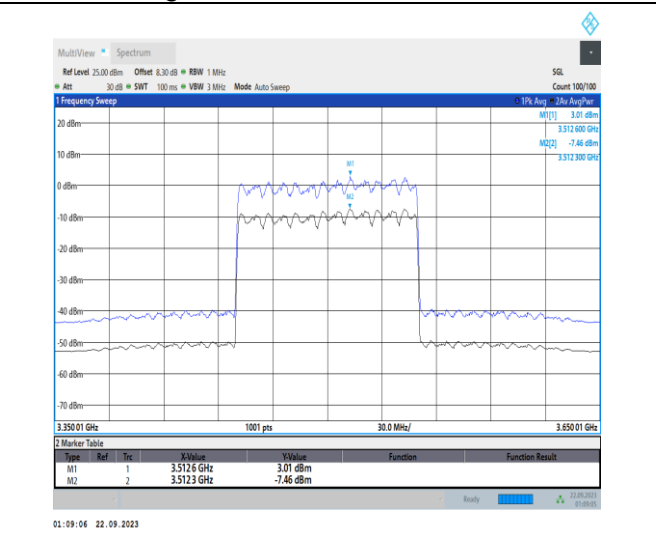 MultiView Spectrum
Ref Level 25.00 dBm Offset 8.30 dB RBW 1 MHz SGL
Att 30 dB SWT 100 ms VBW 3 MHz Mode Auto Sweep Count 100/100
1 Frequency Sweep 1Pk Avg 2Av AvgPwr
M1[1] 3.01 dBm
3.512 600 GHz
M2[2] -7.46 dBm
3.512 300 GHz
20 dBm
10 dBm
M1
0 dBm
M2
-10 dBm
-20 dBm
-30 dBm
-40 dBm
-50 dBm
-60 dBm
-70 dBm
3.350 01 GHz 1001 pts 30.0 MHz/ 3.650 01 GHz
2 Marker Table
Type Ref Trc X-Value Y-Value Function Function Result
M1 1 3.5126 GHz 3.01 dBm
M2 2 3.5123 GHz -7.46 dBm
Ready 22.09.2023
01:09:05
01:09:06 22.09.2023